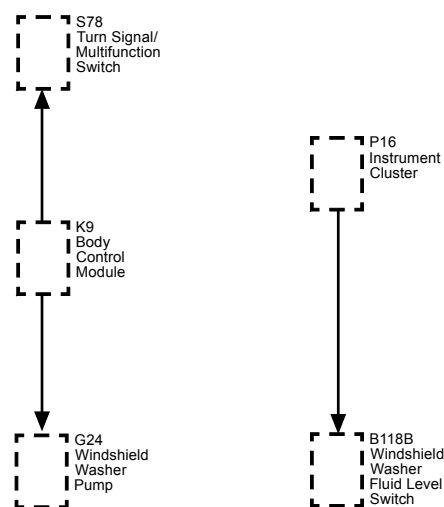 S78
Turn Signal/
Multifunction
Switch
P16
Instrument
Cluster
K9
Body
Control
Module
G24
Windshield
Washer
Pump
B118B
Windshield
Washer
Fluid Level
Switch